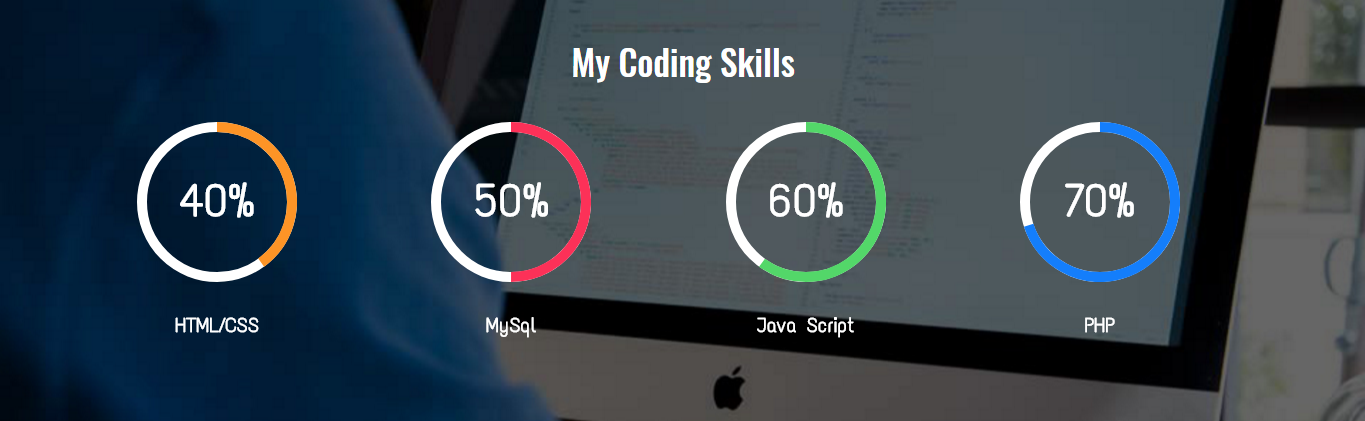 My Coding Skills
40%
50%
60%
70%
HTML/CSS
MySql
Java Script
PHP